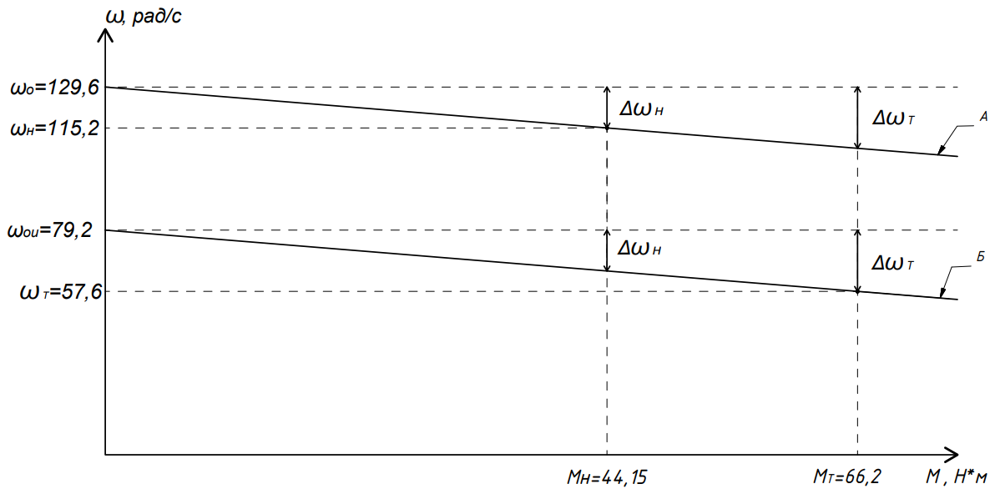 ω, рад/с
ωо=129,6
Δωн
Δωт
А
ωн=115,2
ωои=79,2
Δωн
Δωт
Б
ωт=57,6
Мн=44,15
Мт=66,2
М, Н*м